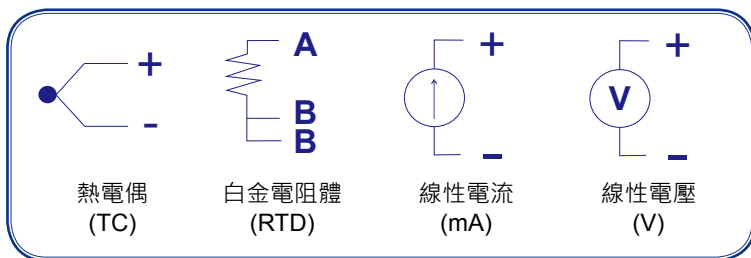 + A + +
V
- B - -
B
熱電偶 白金電阻體 線性電流 線性電壓
(TC) (RTD) (mA) (V)